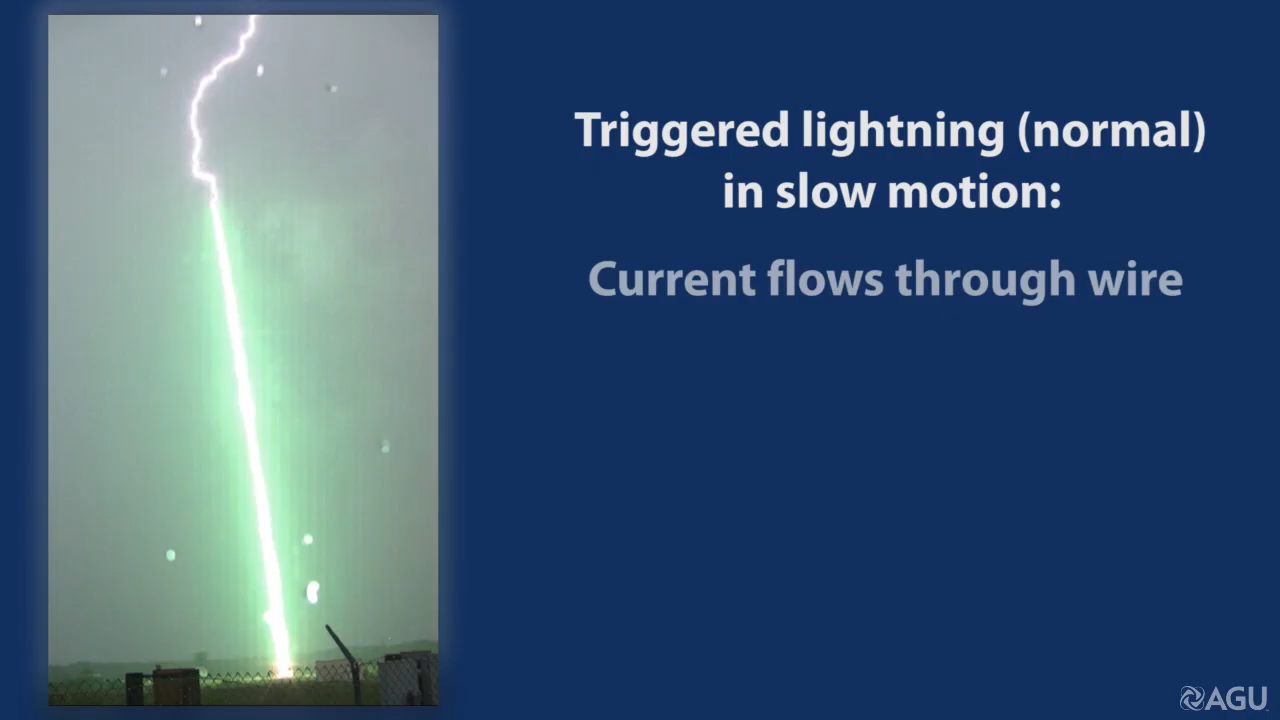 Triggered lightning (normal)
in slow motion:
Current flows through wire
AGU